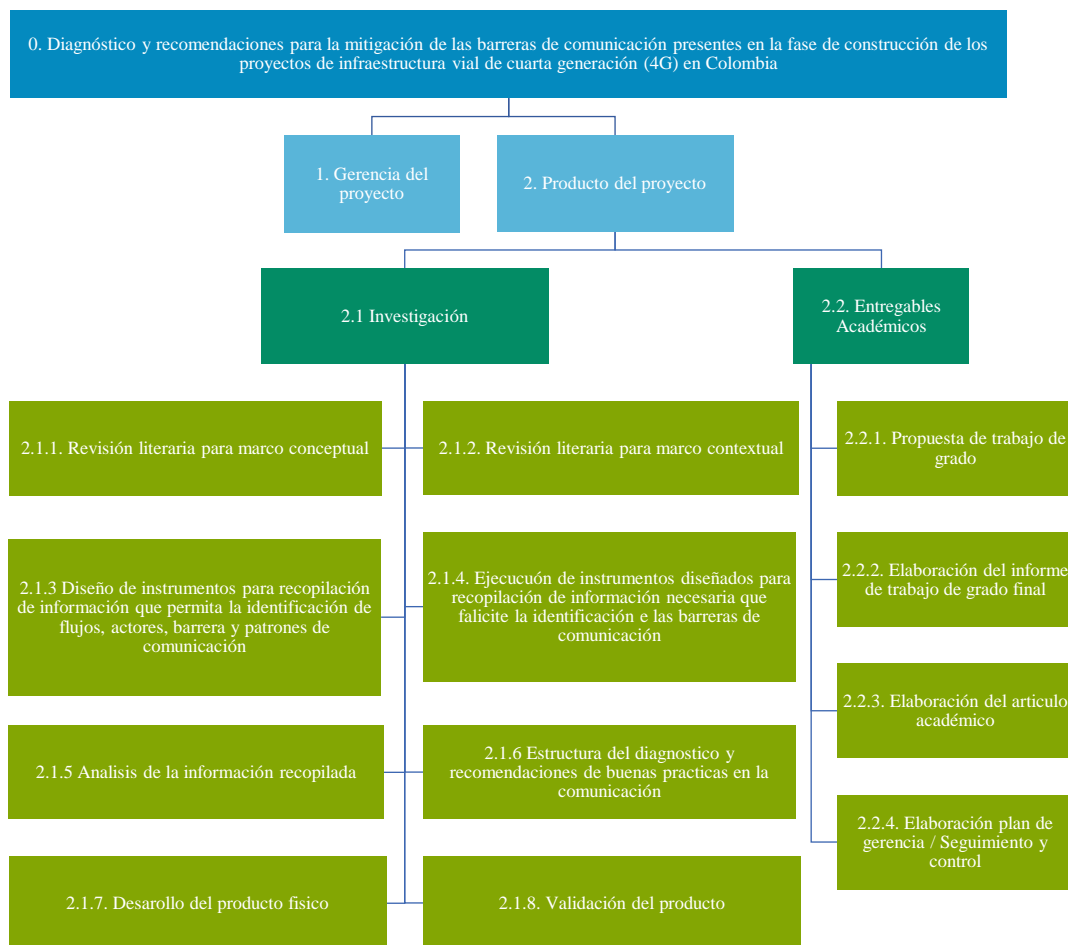 0. Diagnóstico y recomendaciones para la mitigación de las barreras de comunicación presentes en la fase de construcción de los
proyectos de infraestructura vial de cuarta generación (4G) en Colombia
1. Gerencia del
proyecto
2. Producto del proyecto
2.1 Investigación
2.2. Entregables
Académicos
2.1.1. Revisión literaria para marco conceptual
2.1.2. Revisión literaria para marco contextual
2.2.1. Propuesta de trabajo de
grado
2.1.3 Diseño de instrumentos para recopilación
de información que permita la identificación de
flujos, actores, barrera y patrones de
comunicación
2.1.4. Ejecucuón de instrumentos diseñados para
recopilación de información necesaria que
falicite la identificación e las barreras de
comunicación
2.2.2. Elaboración del informe
de trabajo de grado final
2.2.3. Elaboración del articulo
académico
2.1.5 Analisis de la información recopilada
2.1.6 Estructura del diagnostico y
recomendaciones de buenas practicas en la
comunicación
2.2.4. Elaboración plan de
gerencia / Seguimiento y
control
2.1.7. Desarollo del producto fisico
2.1.8. Validación del producto